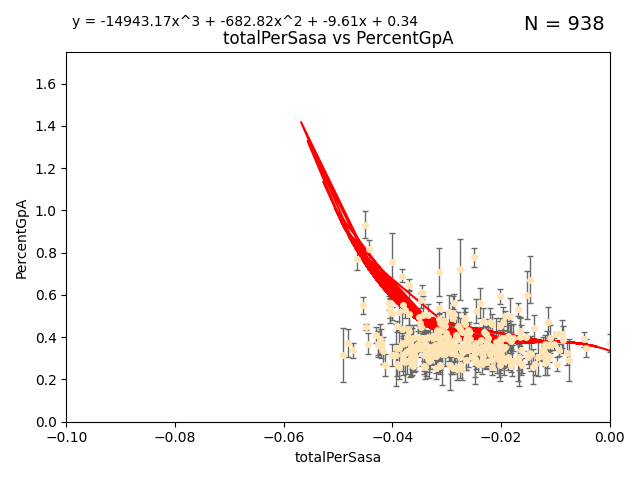 y = -14943.17x^3 + -682.82x^2 + -9.61x + 0.34
N = 938
totalPerSasa vs PercentGpA
1.6
1.4
1.2
1.0
0.8
0.6
0.4
0.2
0.0
PercentGpA
−0.10 −0.08 −0.06 −0.04 −0.02 0.00
totalPerSasa